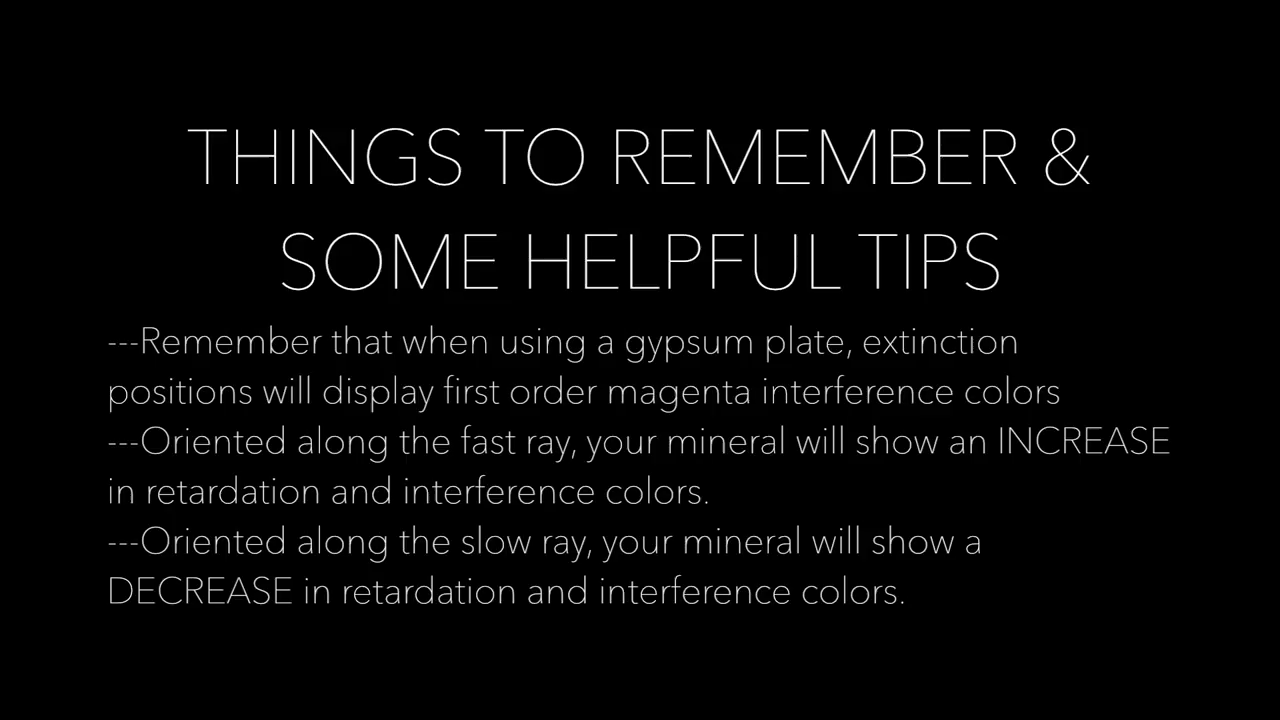 THINGS TO REMEMBER &
SOME HELPFUL TIPS
---Remember that when using a gypsum plate, extinction
positions will display first order magenta interference colors
---Oriented along the fast ray, your mineral will show an INCREASE
in retardation and interference colors.
---Oriented along the slow ray, your mineral will show a
DECREASE in retardation and interference colors.